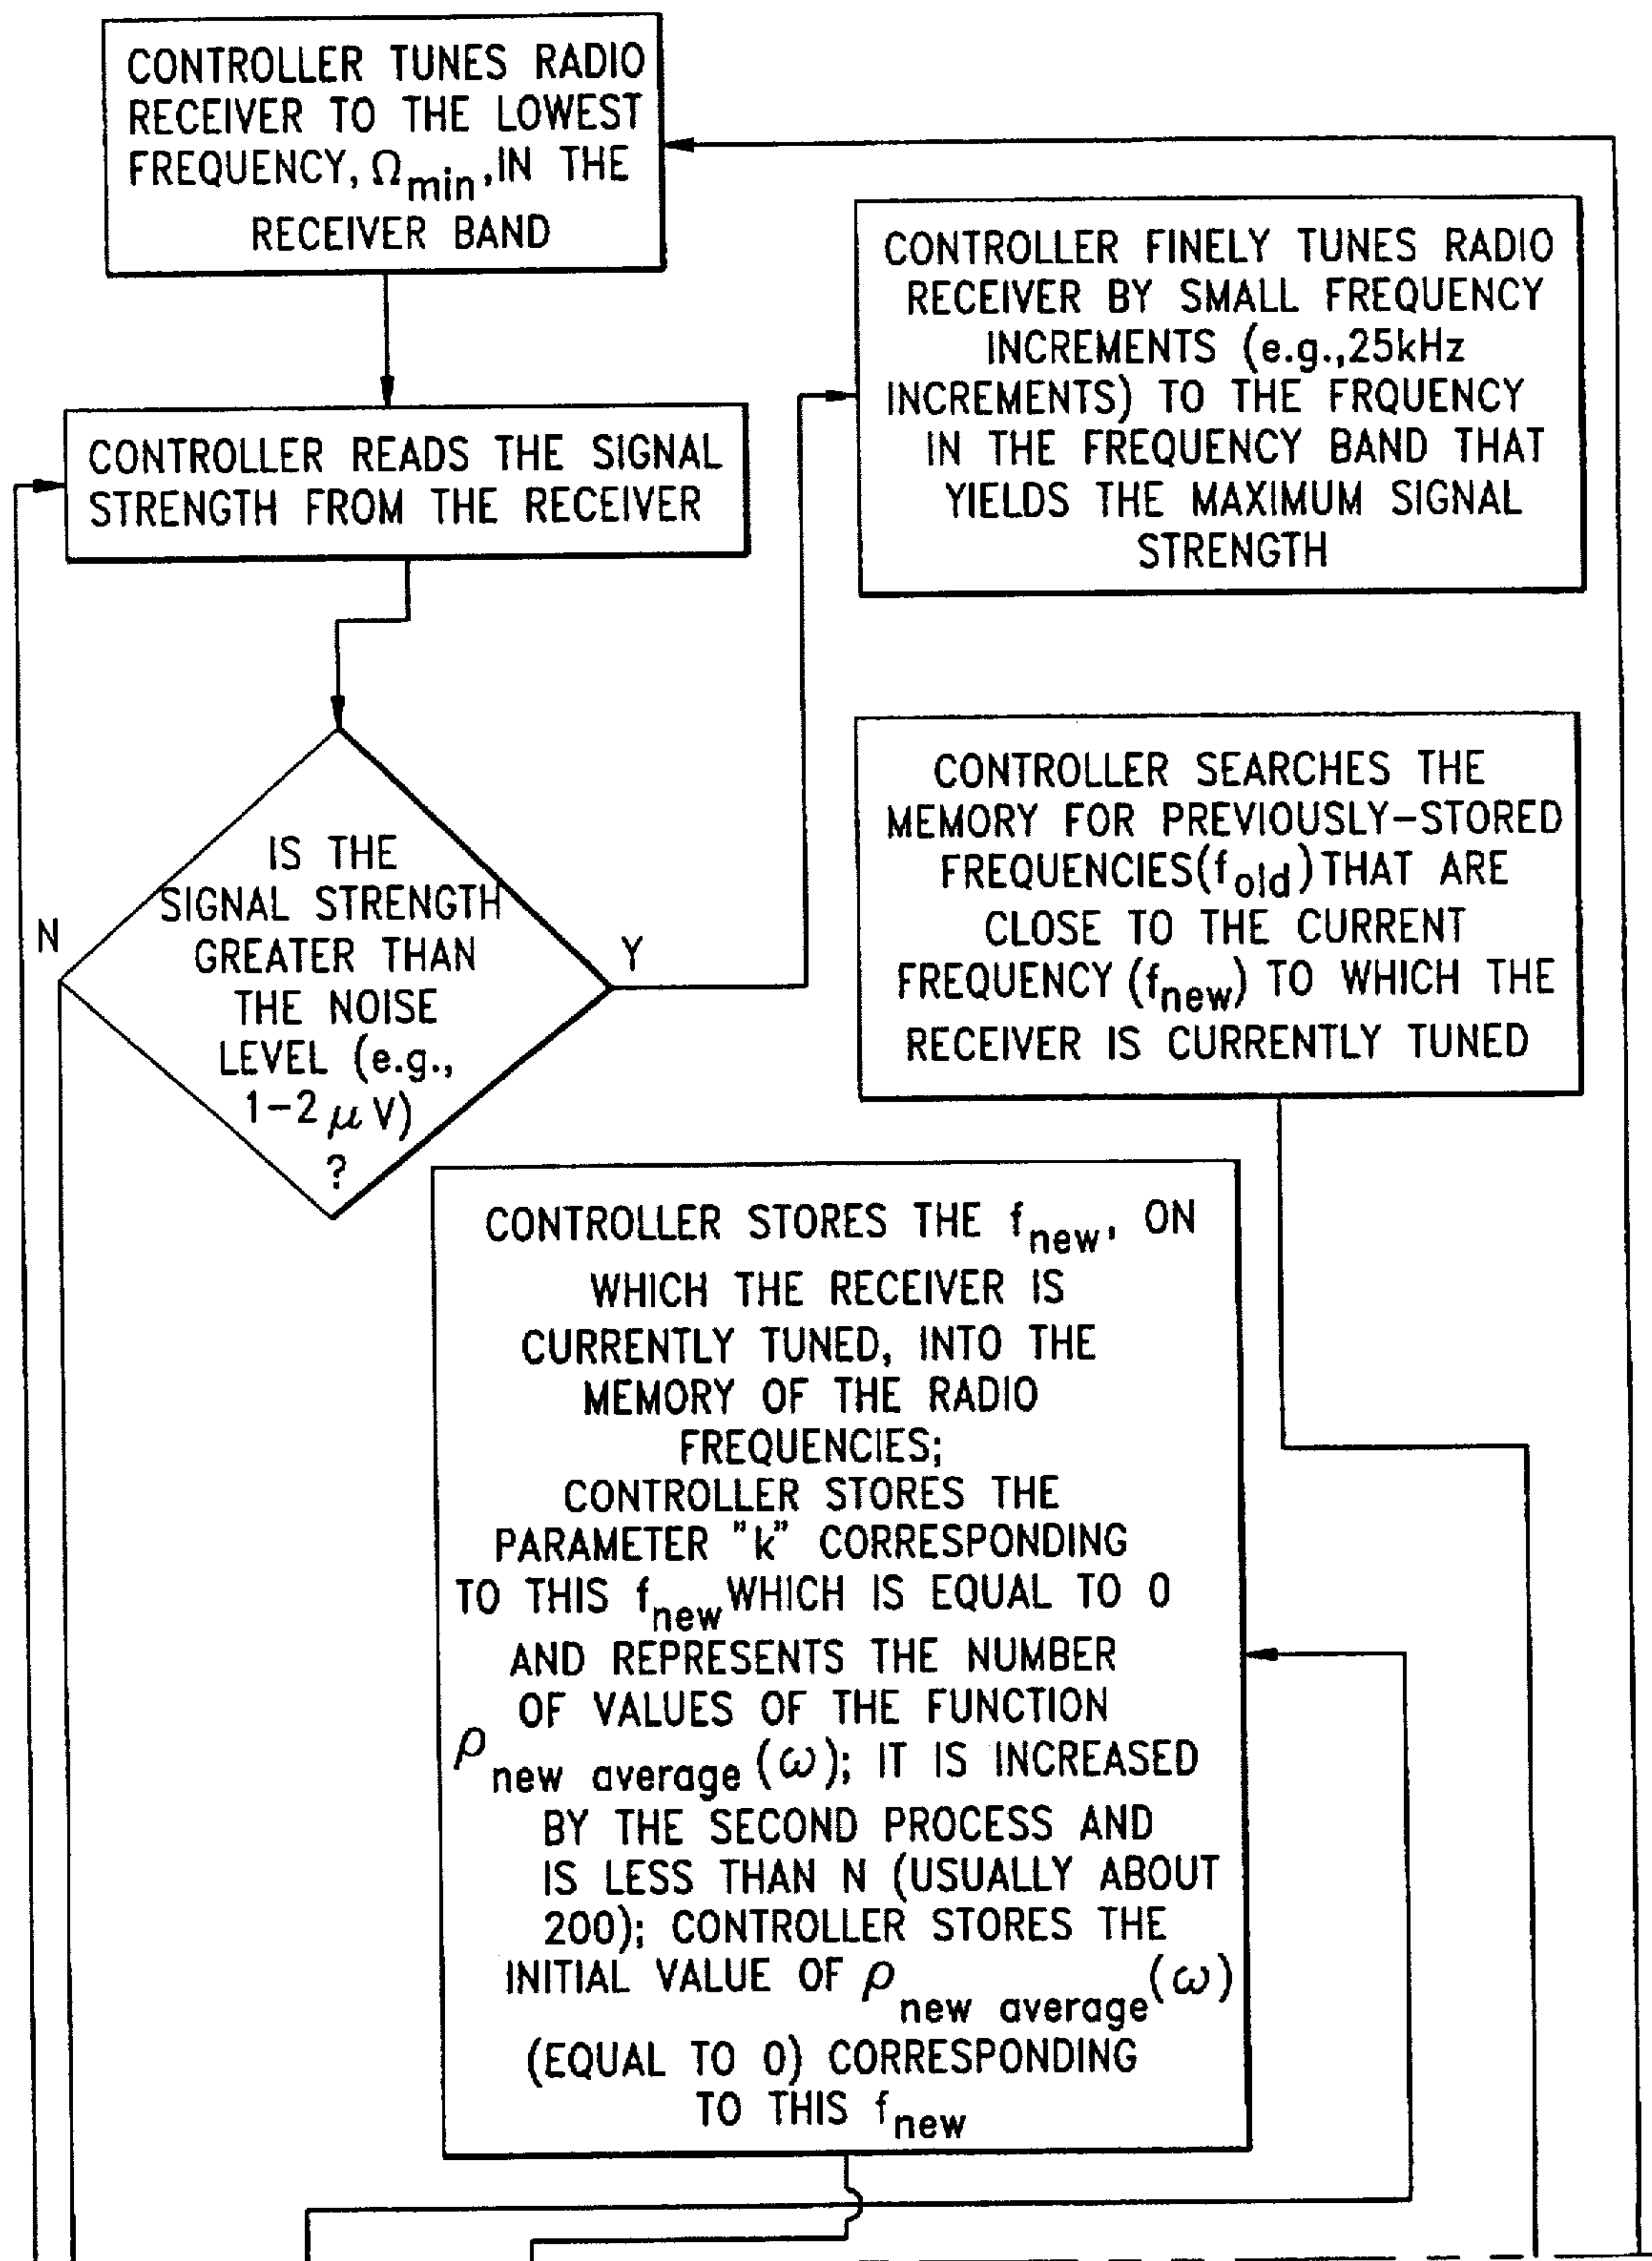 CONTROLLER TUNES RADIO
RECEIVER TO THE LOWEST
FREQUENCY, Ωmin, IN THE
RECEIVER BAND
CONTROLLER READS THE SIGNAL
STRENGTH FROM THE RECEIVER
IS THE
SIGNAL STRENGTH
GREATER THAN
THE NOISE
LEVEL (e.g.,
1-2 μV)
?
N
Y
CONTROLLER FINELY TUNES RADIO
RECEIVER BY SMALL FREQUENCY
INCREMENTS (e.g.,25kHz
INCREMENTS) TO THE FRQUENCY
IN THE FREQUENCY BAND THAT
YIELDS THE MAXIMUM SIGNAL
STRENGTH
CONTROLLER SEARCHES THE
MEMORY FOR PREVIOUSLY-STORED
FREQUENCIES(fold) THAT ARE
CLOSE TO THE CURRENT
FREQUENCY (fnew) TO WHICH THE
RECEIVER IS CURRENTLY TUNED
CONTROLLER STORES THE fnew, ON
WHICH THE RECEIVER IS
CURRENTLY TUNED, INTO THE
MEMORY OF THE RADIO
FREQUENCIES;
CONTROLLER STORES THE
PARAMETER "k" CORRESPONDING
TO THIS fnew WHICH IS EQUAL TO 0
AND REPRESENTS THE NUMBER
OF VALUES OF THE FUNCTION
ρ new average (ω); IT IS INCREASED
BY THE SECOND PROCESS AND
IS LESS THAN N (USUALLY ABOUT
200); CONTROLLER STORES THE
INITIAL VALUE OF ρ new average (ω)
(EQUAL TO 0) CORRESPONDING
TO THIS fnew